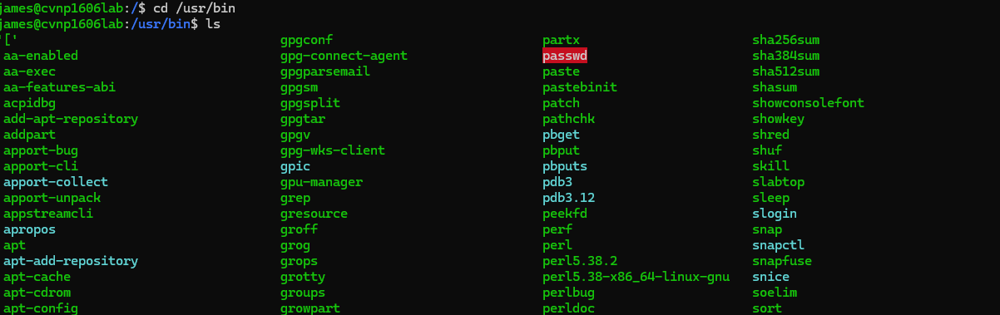 james@cvnp1606lab:/$ cd /usr/bin
james@cvnp1606lab:/usr/bin$ ls
'[' gpgconf partx sha256sum
aa-enabled gpg-connect-agent passwd sha384sum
aa-exec gpgparsemail paste sha512sum
aa-features-abi gpgsm pastebinit shasum
acpidbg gpgsplit patch showconsolefont
add-apt-repository gpgtar pathchk showkey
addpart gpgv pbget shred
apport-bug gpg-wks-client pbput shuf
apport-cli gpic pbputs skill
apport-collect gpu-manager pdb3 slabtop
apport-unpack grep pdb3.12 sleep
appstreamcli gresource peekfd slogin
apropos groff perf snap
apt grog perl snapctl
apt-add-repository grops perl5.38.2 snapfuse
apt-cache grotty perl5.38-x86_64-linux-gnu snice
apt-cdrom groups perlbug soelim
apt-config growpart perldoc sort